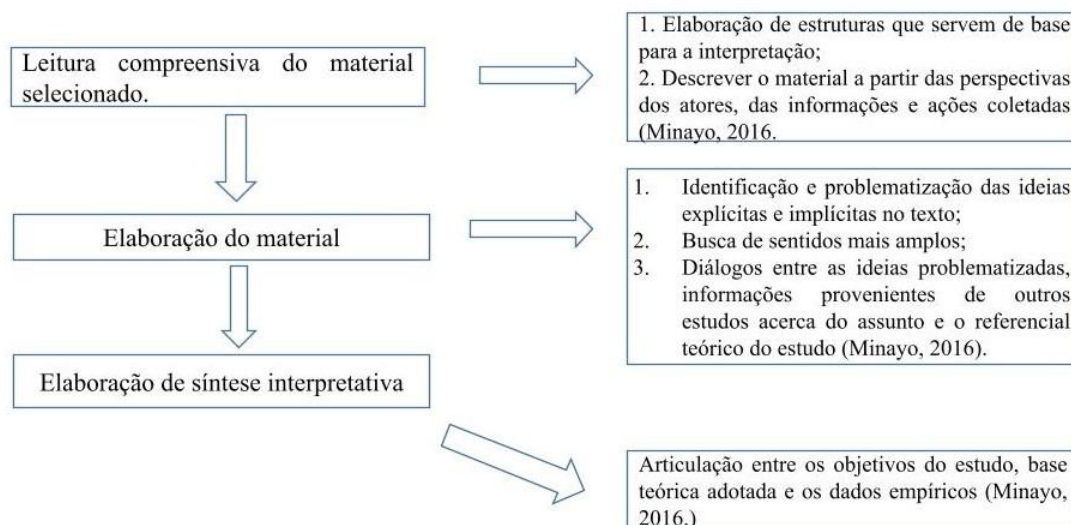 Leitura compreensiva do material
selecionado.
1. Elaboração de estruturas que servem de base
para a interpretação;
2. Descrever o material a partir das perspectivas
dos atores, das informações e ações coletadas
(Minayo, 2016.
Elaboração do material
1. Identificação e problematização das ideias
explícitas e implícitas no texto;
2. Busca de sentidos mais amplos;
3. Diálogos entre as ideias problematizadas,
informações provenientes de outros
estudos acerca do assunto e o referencial
teórico do estudo (Minayo, 2016).
Elaboração de síntese interpretativa
Articulação entre os objetivos do estudo, base
teórica adotada e os dados empíricos (Minayo,
2016.)